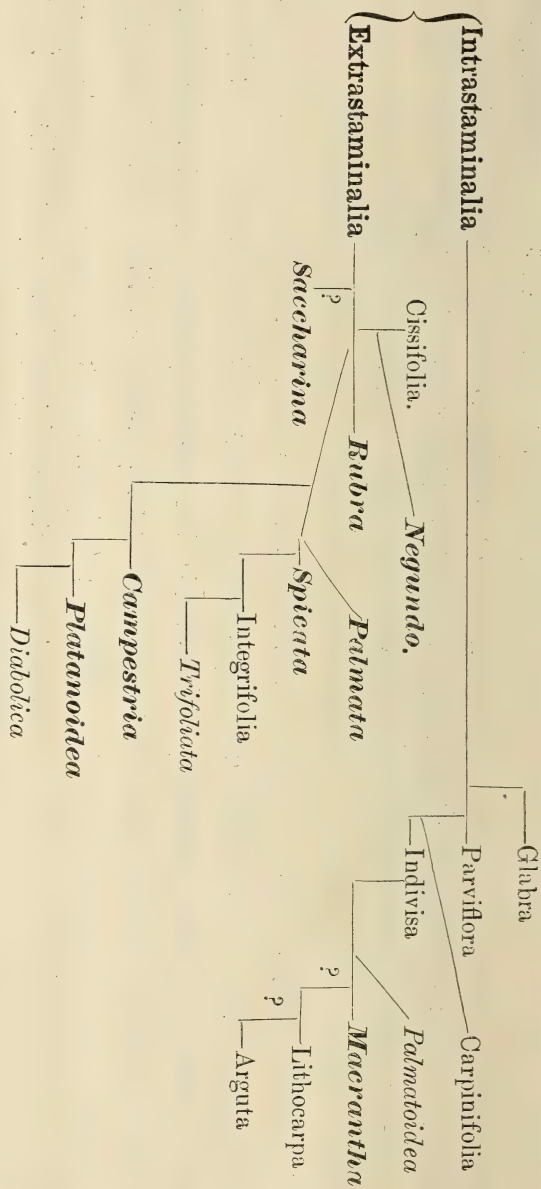 Intrastaminalia
Glabra
Parviflora
Carpinifolia
Indivisa
Palmatoidea
?
Macrantha
Lithocarpa.
?
Arguta
Extrastaminalia
Cissifolia.
Negundo.
Rubra
?
Saccharina
Palmata
Spicata
Integrifolia
Trifoliata
Campestria
Platanoidea
Diabolica